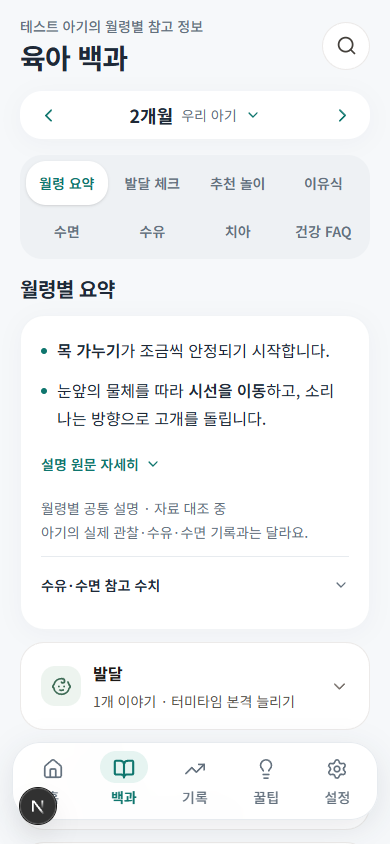 테스트 아기의 월령별 참고 정보
육아 백과
2개월 우리 아기
월령 요약 발달 체크 추천 놀이 이유식
수면 수유 치아 건강 FAQ
월령별 요약
목 가누기가 조금씩 안정되기 시작합니다.
눈앞의 물체를 따라 시선을 이동하고, 소리
나는 방향으로 고개를 돌립니다.
설명 원문 자세히
월령별 공통 설명 · 자료 대조 중
아기의 실제 관찰·수유·수면 기록과는 달라요.
수유·수면 참고 수치
발달
1개 이야기 · 터미타임 본격 늘리기
N
백과 기록 꿀팁 설정